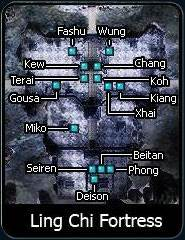 Fashu Wung
Kew Chang
Terai Koh
Gousa Kiang
Xhai
Miko
Beitan
Seiren Phong
Deison
Ling Chi Fortress